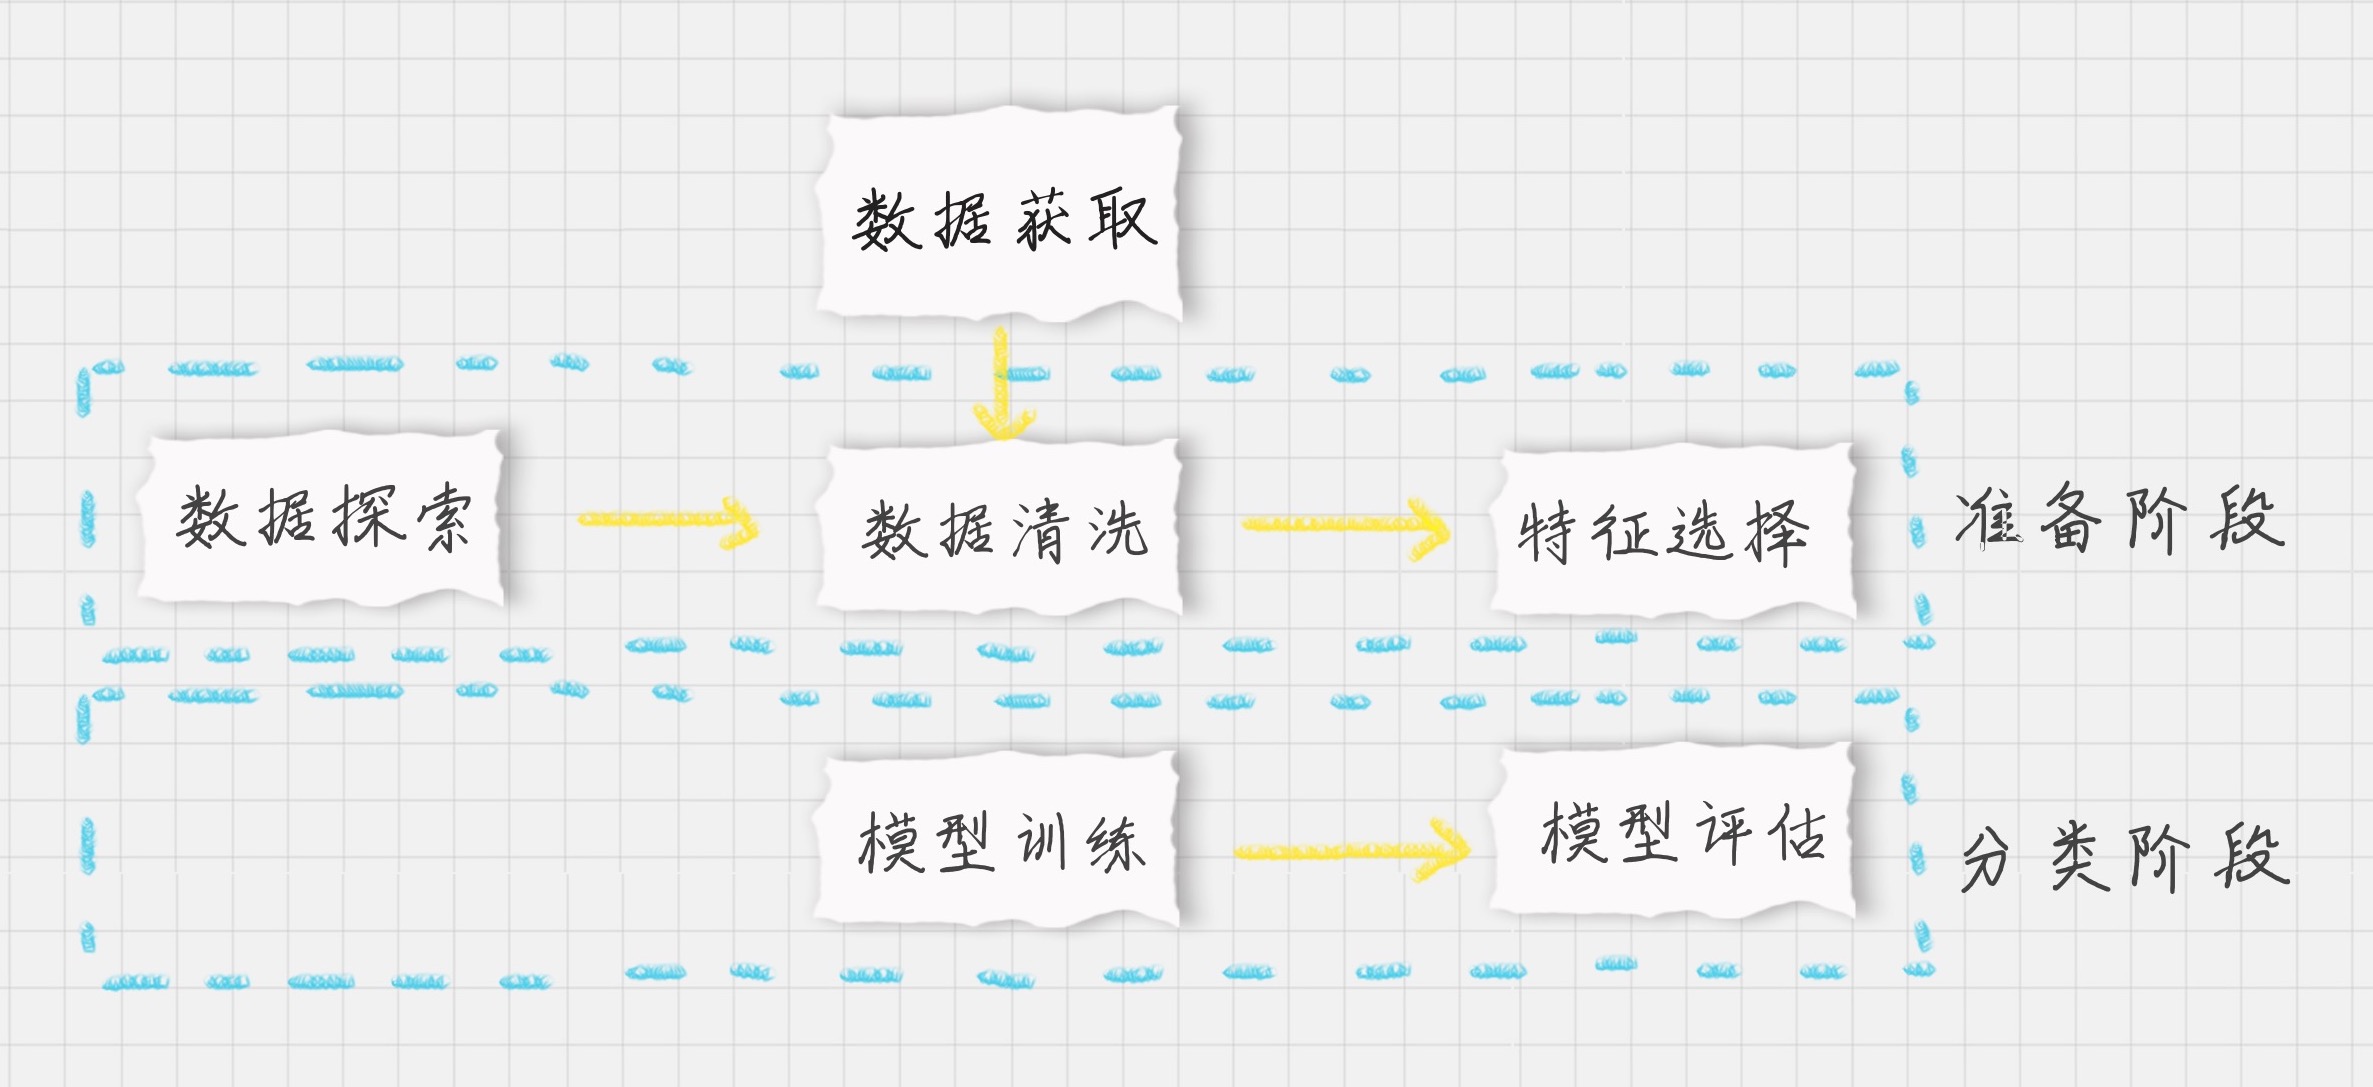 数据获取
数据探索
数据清洗
特征选择
准备阶段
模型训练
模型评估
分类阶段